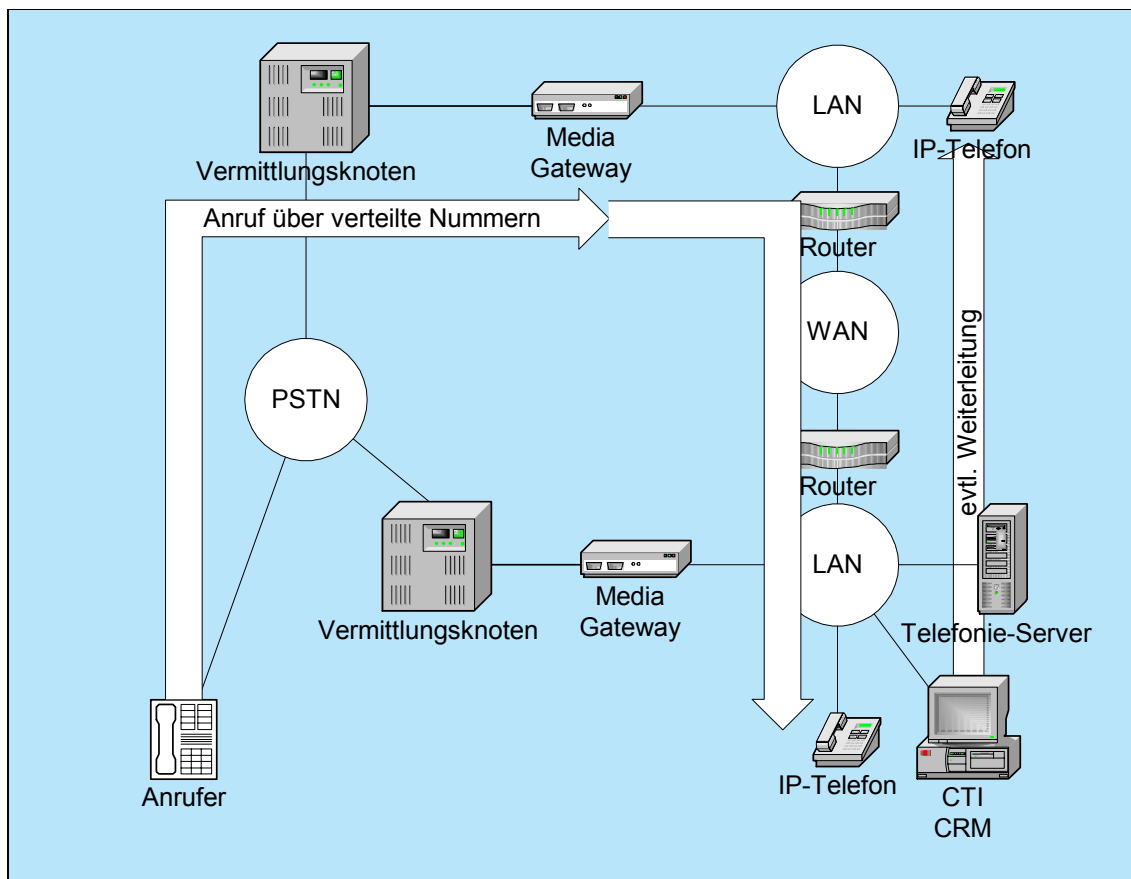 LAN
Media
Gateway
IP-Telefon
Vermittlungsknoten
Anruf über verteilte Nummern
Router
WAN
PSTN
evtl. Weiterleitung
Router
LAN
Media
Gateway
Vermittlungsknoten
Telefonie-Server
IP-Telefon
Anrufer
CTI
CRM